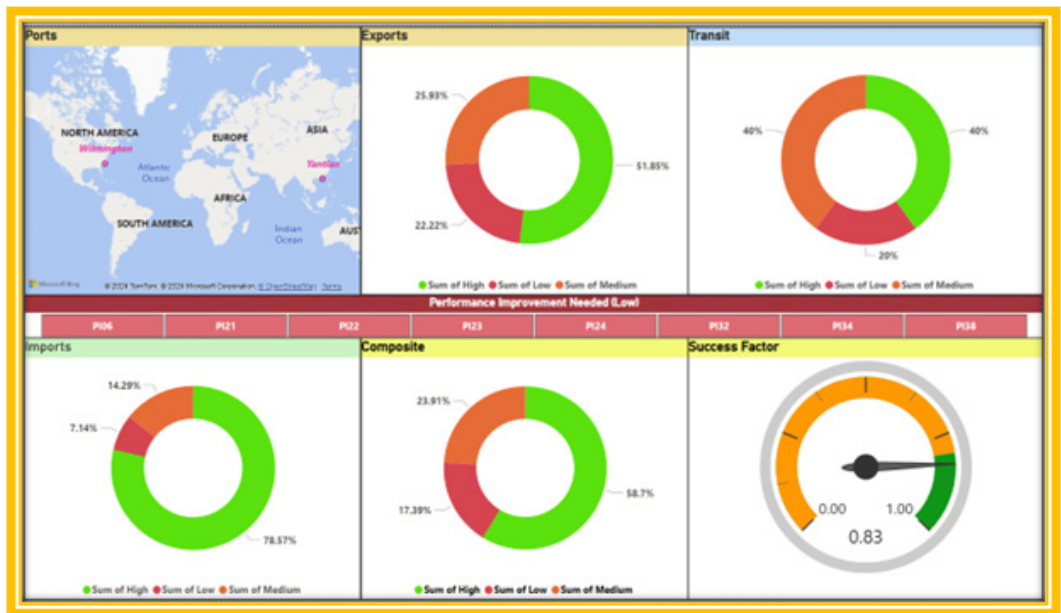 Ports
NORTH AMERICA
Wilmington
EUROPE
ASIA
Yantian
Atlantic
Ocean
AFRICA
SOUTH AMERICA
Indian
Ocean
AUS
Microsoft Bing
© 2024 TomTom, © 2024 Microsoft Corporation, © OpenStreetMap Terms
Exports
25.93%
51.85%
22.22%
Sum of High Sum of Low Sum of Medium
Transit
40%
40%
20%
Sum of High Sum of Low Sum of Medium
Performance Improvement Needed (Low)
PI06 PI21 PI22 PI23 PI24 PI32 PI34 PI38
Imports
14.29%
7.14%
78.57%
Sum of High Sum of Low Sum of Medium
Composite
23.91%
17.39%
58.7%
Sum of High Sum of Low Sum of Medium
Success Factor
0.00 1.00
0.83